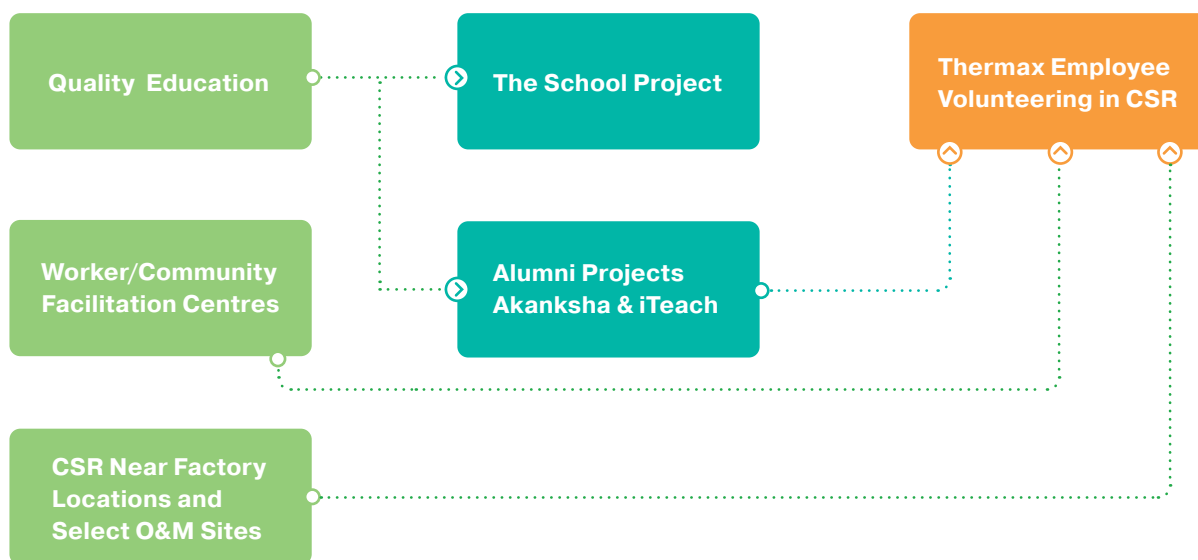 Quality Education
The School Project
Thermax Employee
Volunteering in CSR
Worker/Community
Facilitation Centres
Alumni Projects
Akanksha & iTeach
CSR Near Factory
Locations and
Select O&M Sites